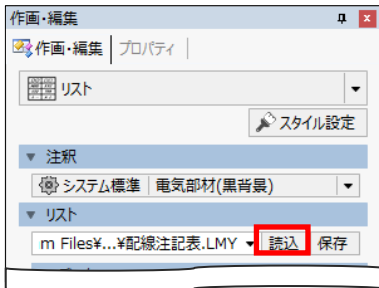 作画・編集
作画・編集 プロパティ
リスト
スタイル設定
注釈
システム標準 電気部材(黒背景)
リスト
m Files¥...¥配線注記表.LMY 読込 保存